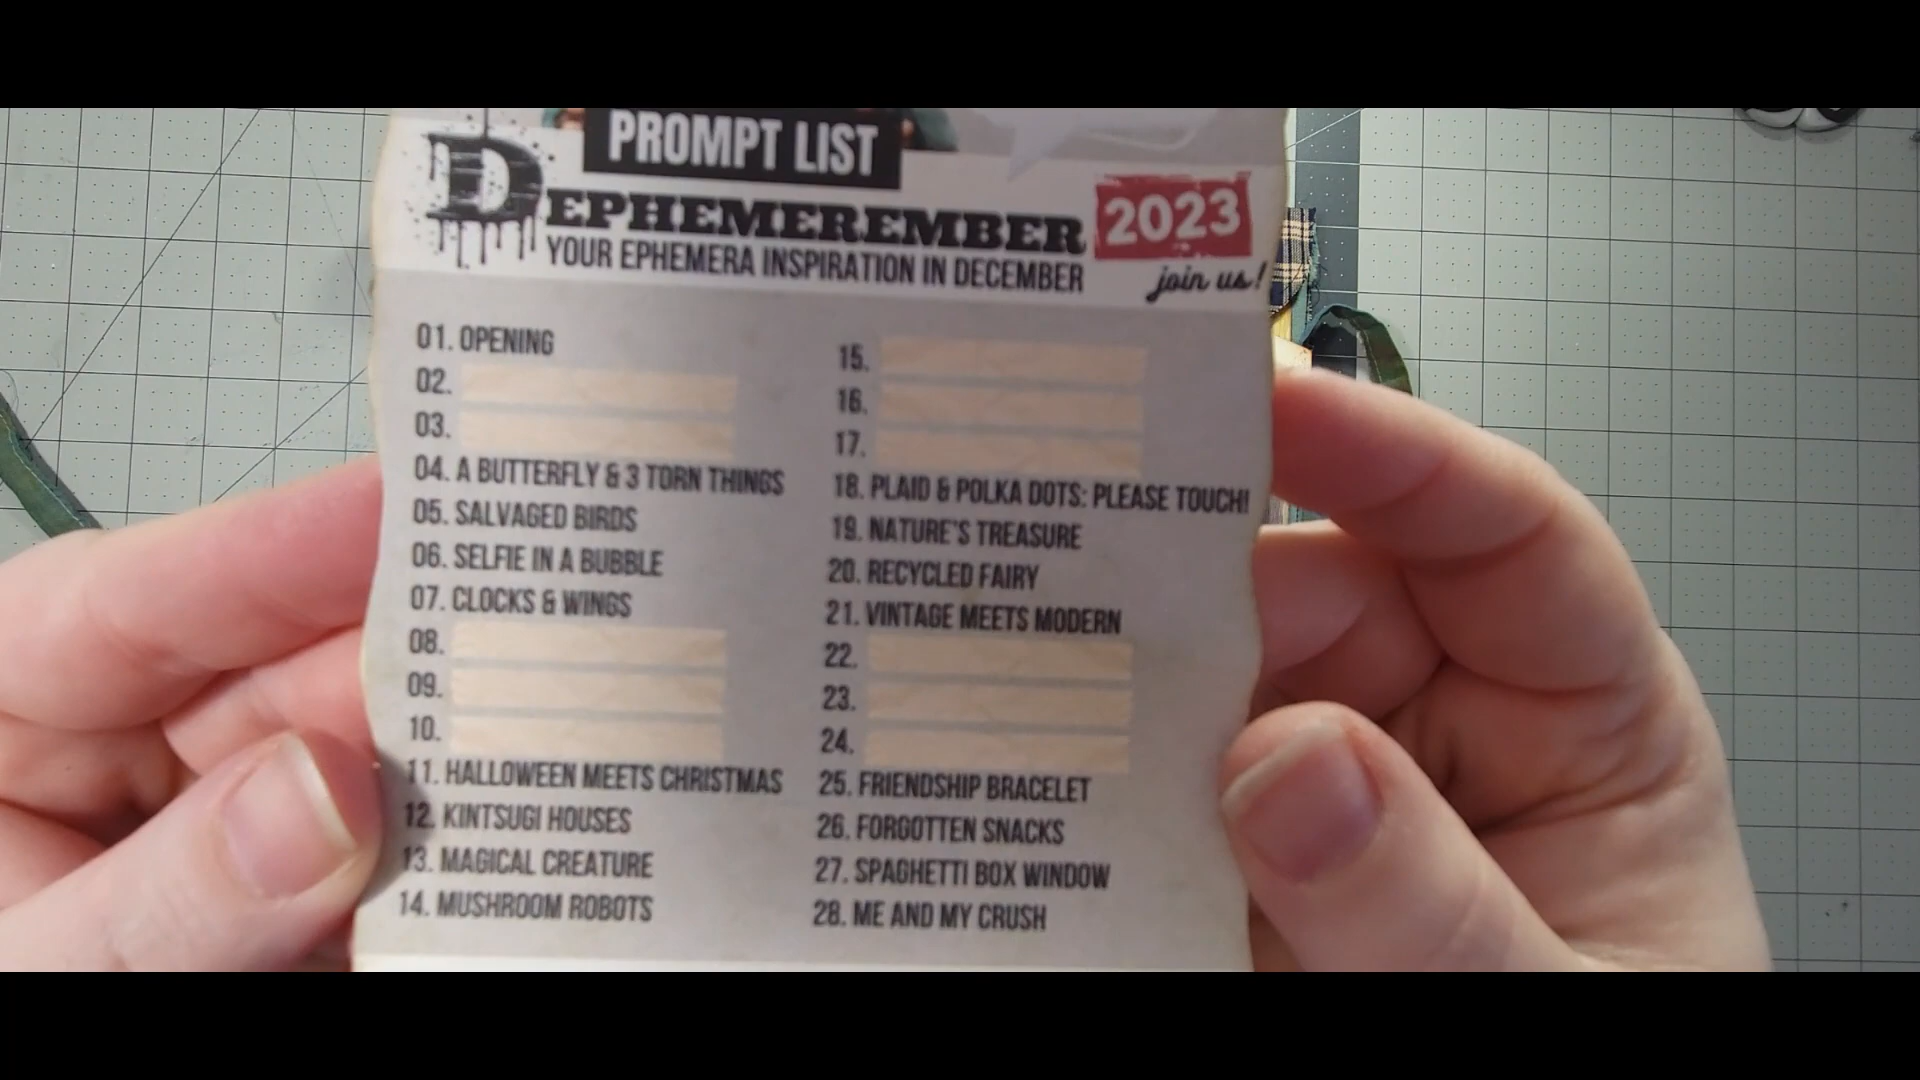 PROMPT LIST
DEPHEMEREMBER
2023
YOUR EPHEMERA INSPIRATION IN DECEMBER
join us!
01. OPENING
02.
03.
04. A BUTTERFLY & 3 TORN THINGS
05. SALVAGED BIRDS
06. SELFIE IN A BUBBLE
07. CLOCKS & WINGS
08.
09.
10.
11. HALLOWEEN MEETS CHRISTMAS
12. KINTSUGI HOUSES
13. MAGICAL CREATURE
14. MUSHROOM ROBOTS
15.
16.
17.
18. PLAID & POLKA DOTS: PLEASE TOUCH!
19. NATURE'S TREASURE
20. RECYCLED FAIRY
21. VINTAGE MEETS MODERN
22.
23.
24.
25. FRIENDSHIP BRACELET
26. FORGOTTEN SNACKS
27. SPAGHETTI BOX WINDOW
28. ME AND MY CRUSH